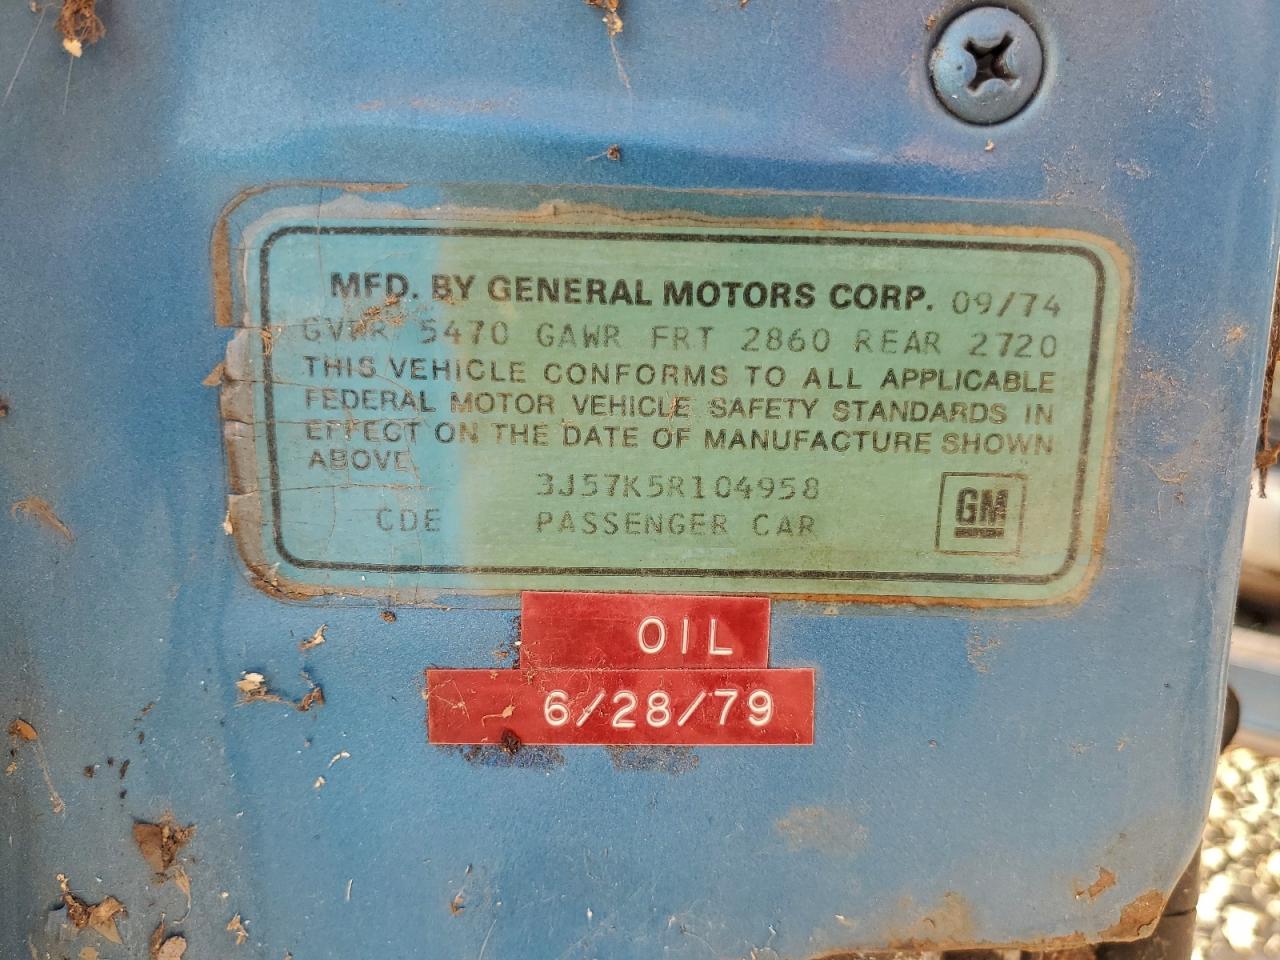 MFD. BY GENERAL MOTORS CORP. 09/74
GVWR 5470 GAWR FRT 2860 REAR 2720
THIS VEHICLE CONFORMS TO ALL APPLICABLE
FEDERAL MOTOR VEHICLE SAFETY STANDARDS IN
EFFECT ON THE DATE OF MANUFACTURE SHOWN
ABOVE
3J57K5R104958
CDE PASSENGER CAR
GM
OIL
6/28/79